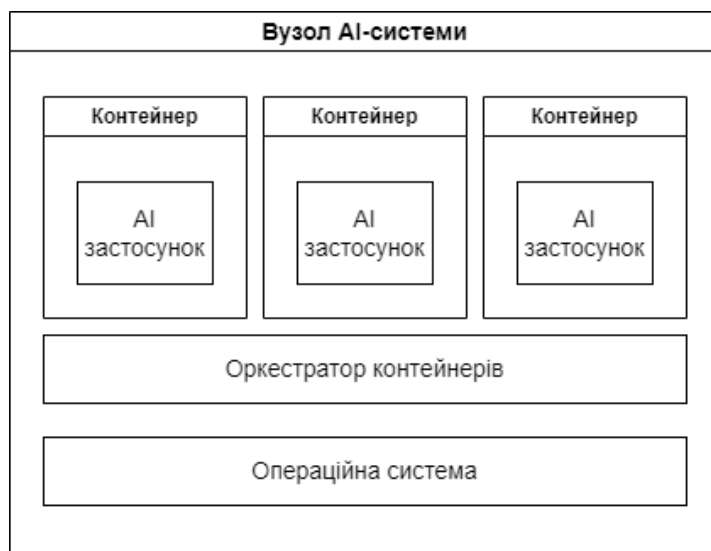 Вузол AI-системи
Контейнер
Контейнер
Контейнер
AI
застосунок
AI
застосунок
AI
застосунок
Оркестратор контейнерів
Операційна система